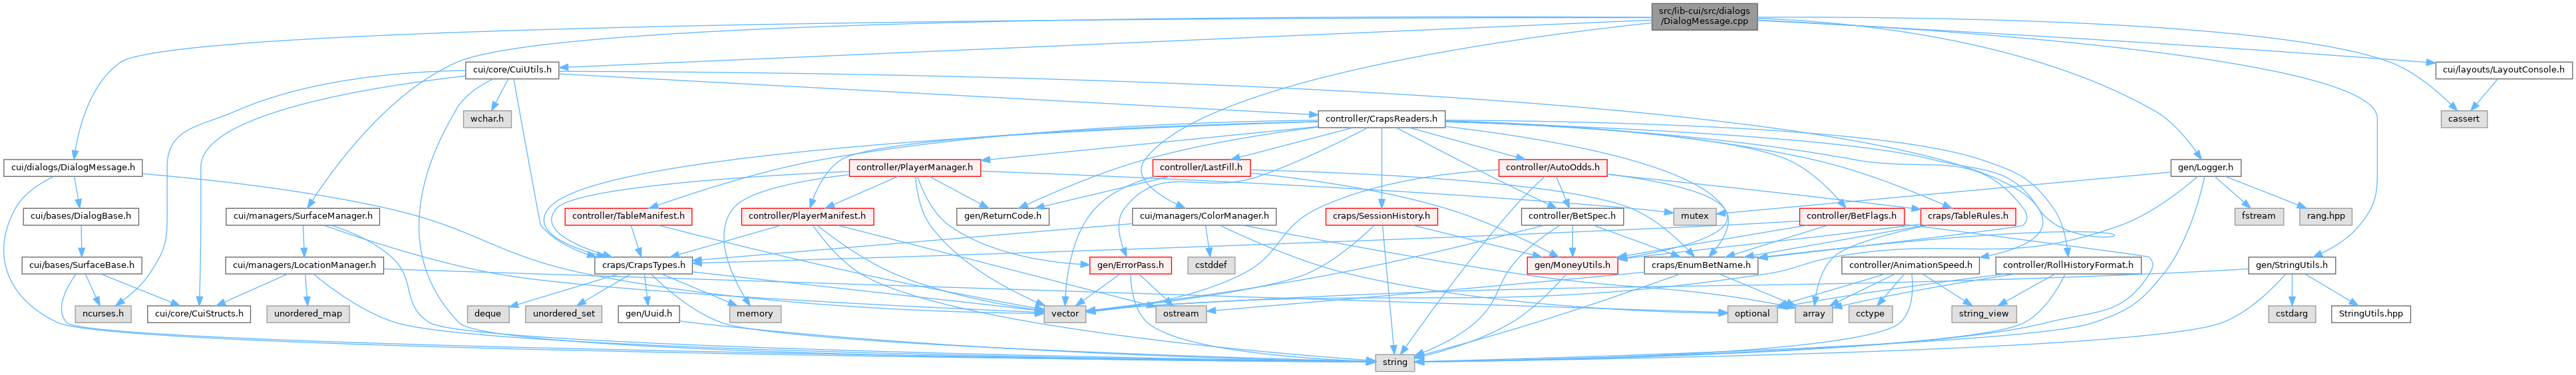 src/lib-cui/src/dialogs
/DialogMessage.cpp
cui/core/CuiUtils.h
cui/layouts/LayoutConsole.h
wchar.h
controller/CrapsReaders.h
cassert
cui/dialogs/DialogMessage.h
controller/PlayerManager.h
controller/LastFill.h
controller/AutoOdds.h
gen/Logger.h
cui/bases/DialogBase.h
cui/managers/SurfaceManager.h
controller/TableManifest.h
controller/PlayerManifest.h
gen/ReturnCode.h
mutex
cui/managers/ColorManager.h
craps/SessionHistory.h
controller/BetSpec.h
controller/BetFlags.h
craps/TableRules.h
fstream
rang.hpp
cui/bases/SurfaceBase.h
cui/managers/LocationManager.h
craps/CrapsTypes.h
gen/ErrorPass.h
cstddef
gen/MoneyUtils.h
craps/EnumBetName.h
controller/AnimationSpeed.h
controller/RollHistoryFormat.h
gen/StringUtils.h
ncurses.h
cui/core/CuiStructs.h
unordered_map
deque
unordered_set
gen/Uuid.h
memory
vector
ostream
optional
array
cctype
string_view
cstdarg
StringUtils.hpp
string